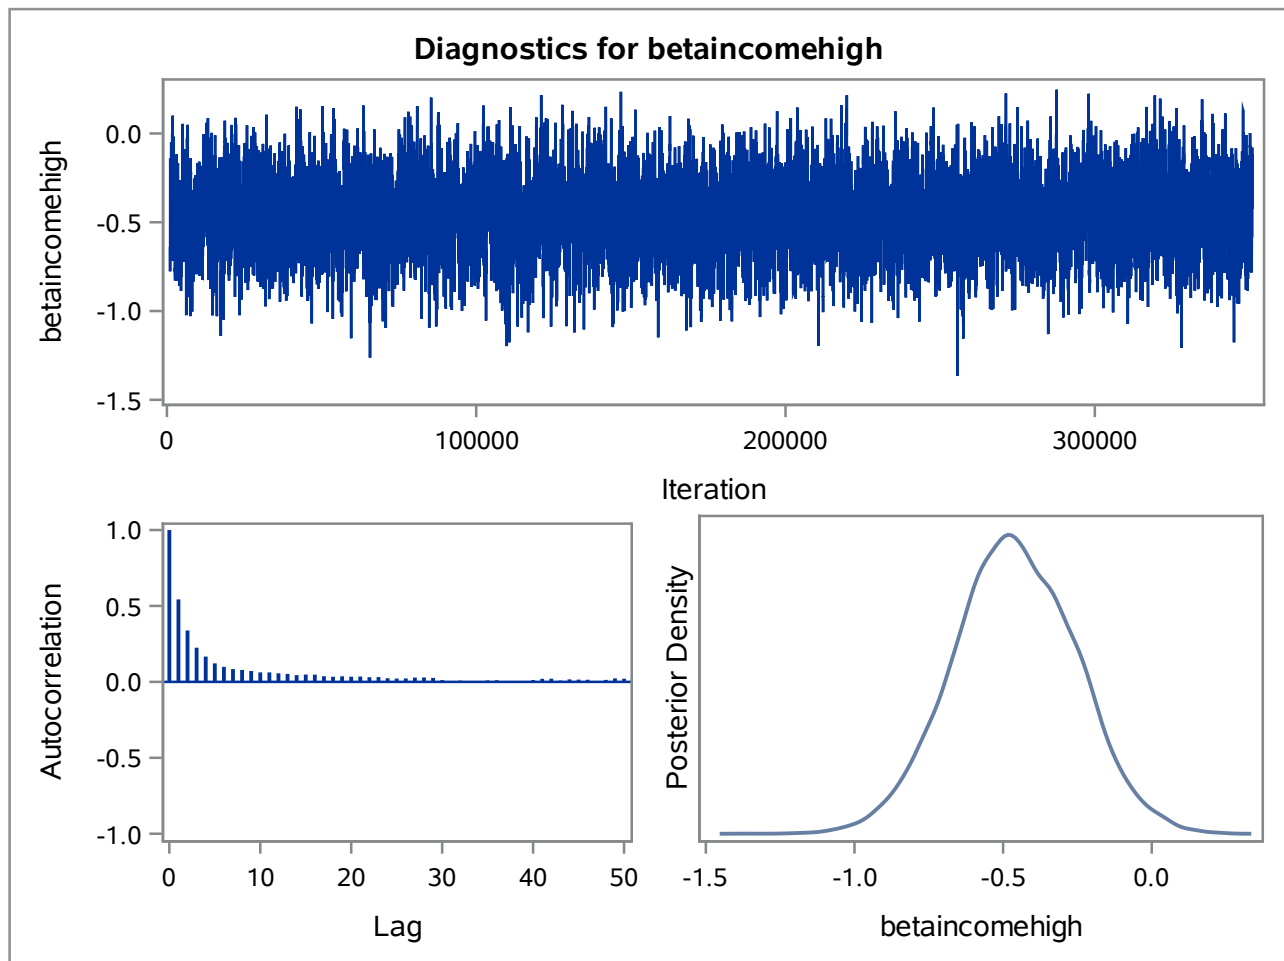 Diagnostics for betaincomehigh
betaincomehigh
0.0
-0.5
-1.0
-1.5
0 100000 200000 300000
Iteration
Autocorrelation
1.0
0.5
0.0
-0.5
-1.0
0 10 20 30 40 50
Lag
Posterior Density
-1.5 -1.0 -0.5 0.0
betaincomehigh